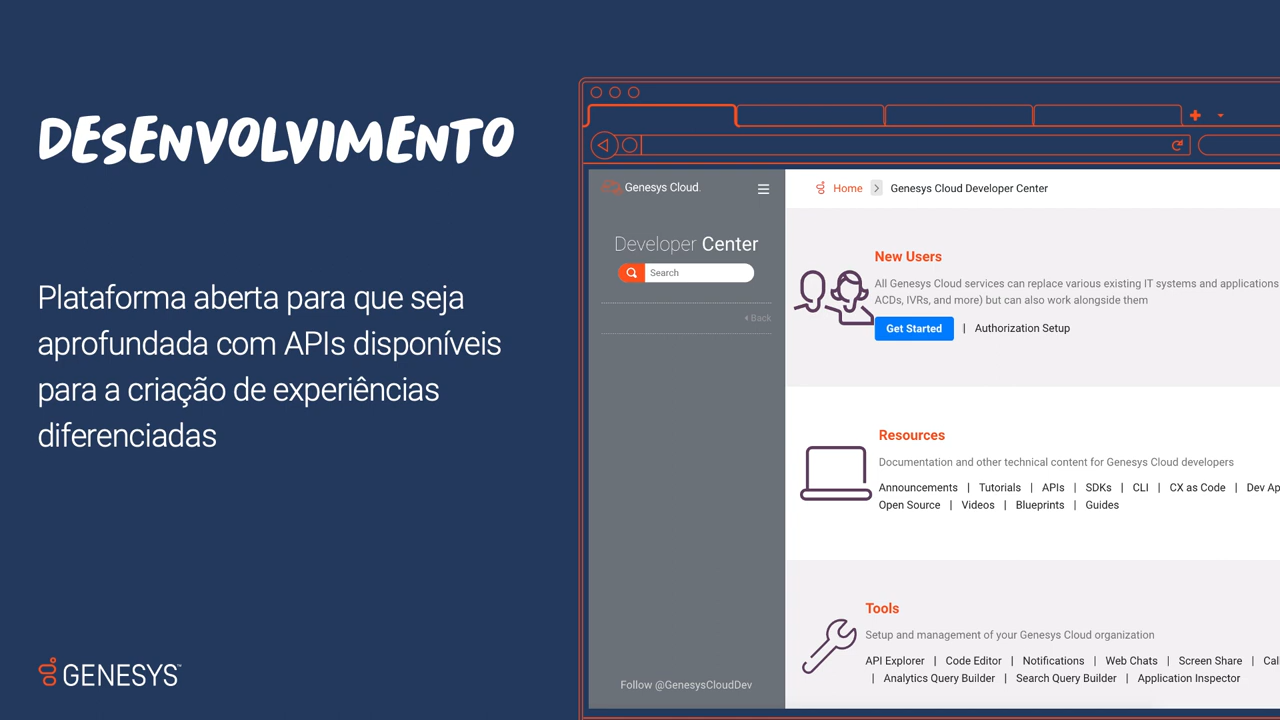 DESENVOLVIMENTO
Plataforma aberta para que seja
aprofundada com APIs disponíveis
para a criação de experiências
diferenciadas
GENESYS™
Genesys Cloud.
Developer Center
Search
Back
Follow @GenesysCloudDev
Home > Genesys Cloud Developer Center
New Users
All Genesys Cloud services can replace various existing IT systems and applications
ACDs, IVRs, and more) but can also work alongside them
Get Started | Authorization Setup
Resources
Documentation and other technical content for Genesys Cloud developers
Announcements | Tutorials | APIs | SDKs | CLI | CX as Code | Dev Ap
Open Source | Videos | Blueprints | Guides
Tools
Setup and management of your Genesys Cloud organization
API Explorer | Code Editor | Notifications | Web Chats | Screen Share | Cal
| Analytics Query Builder | Search Query Builder | Application Inspector